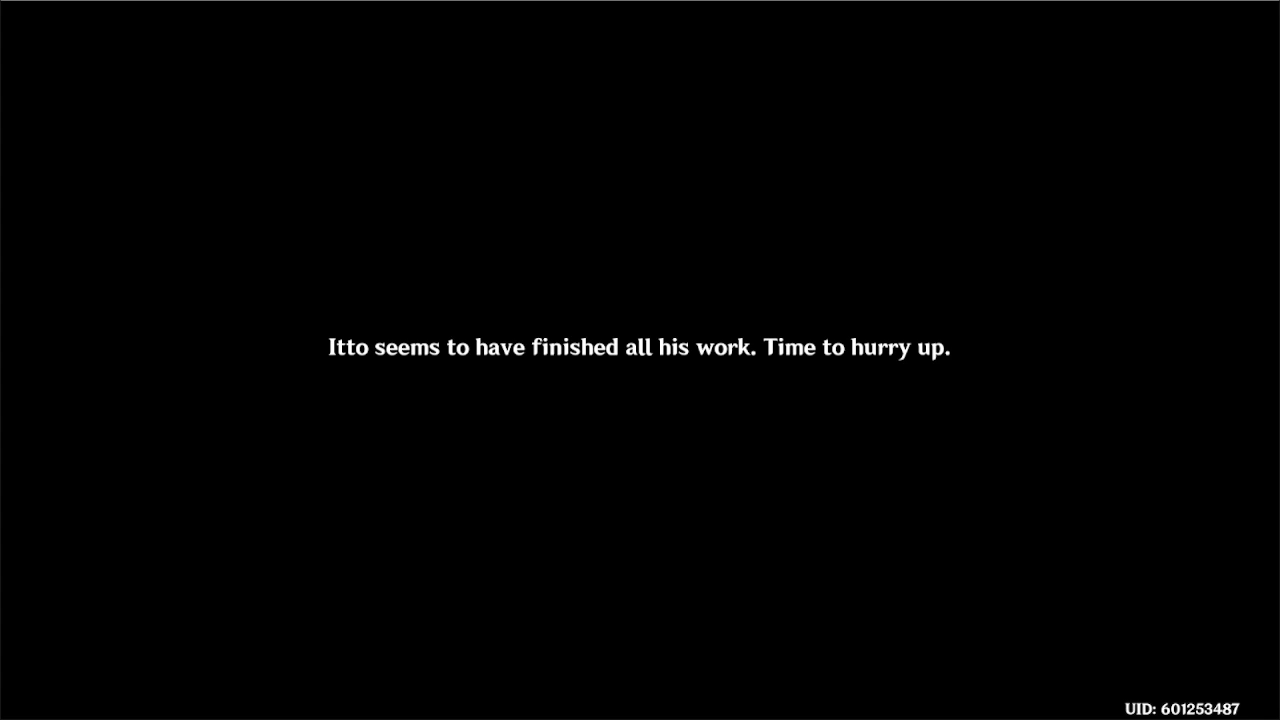 Itto seems to have finished all his work. Time to hurry up.
UID: 601253487